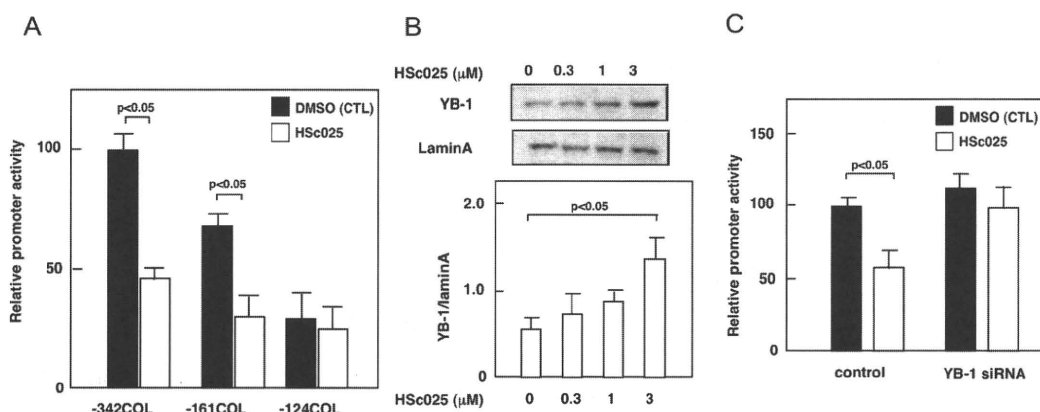 A
Relative promoter activity
100
50
0
p<0.05
p<0.05
DMSO (CTL)
HSc025
-342COL
-161COL
-124COL
B
HSc025 (μM)
0 0.3 1 3
YB-1
LaminA
YB-1/laminA
2.0
1.0
0
p<0.05
HSc025 (μM)
0 0.3 1 3
C
Relative promoter activity
150
100
50
0
p<0.05
DMSO (CTL)
HSc025
control
YB-1 siRNA